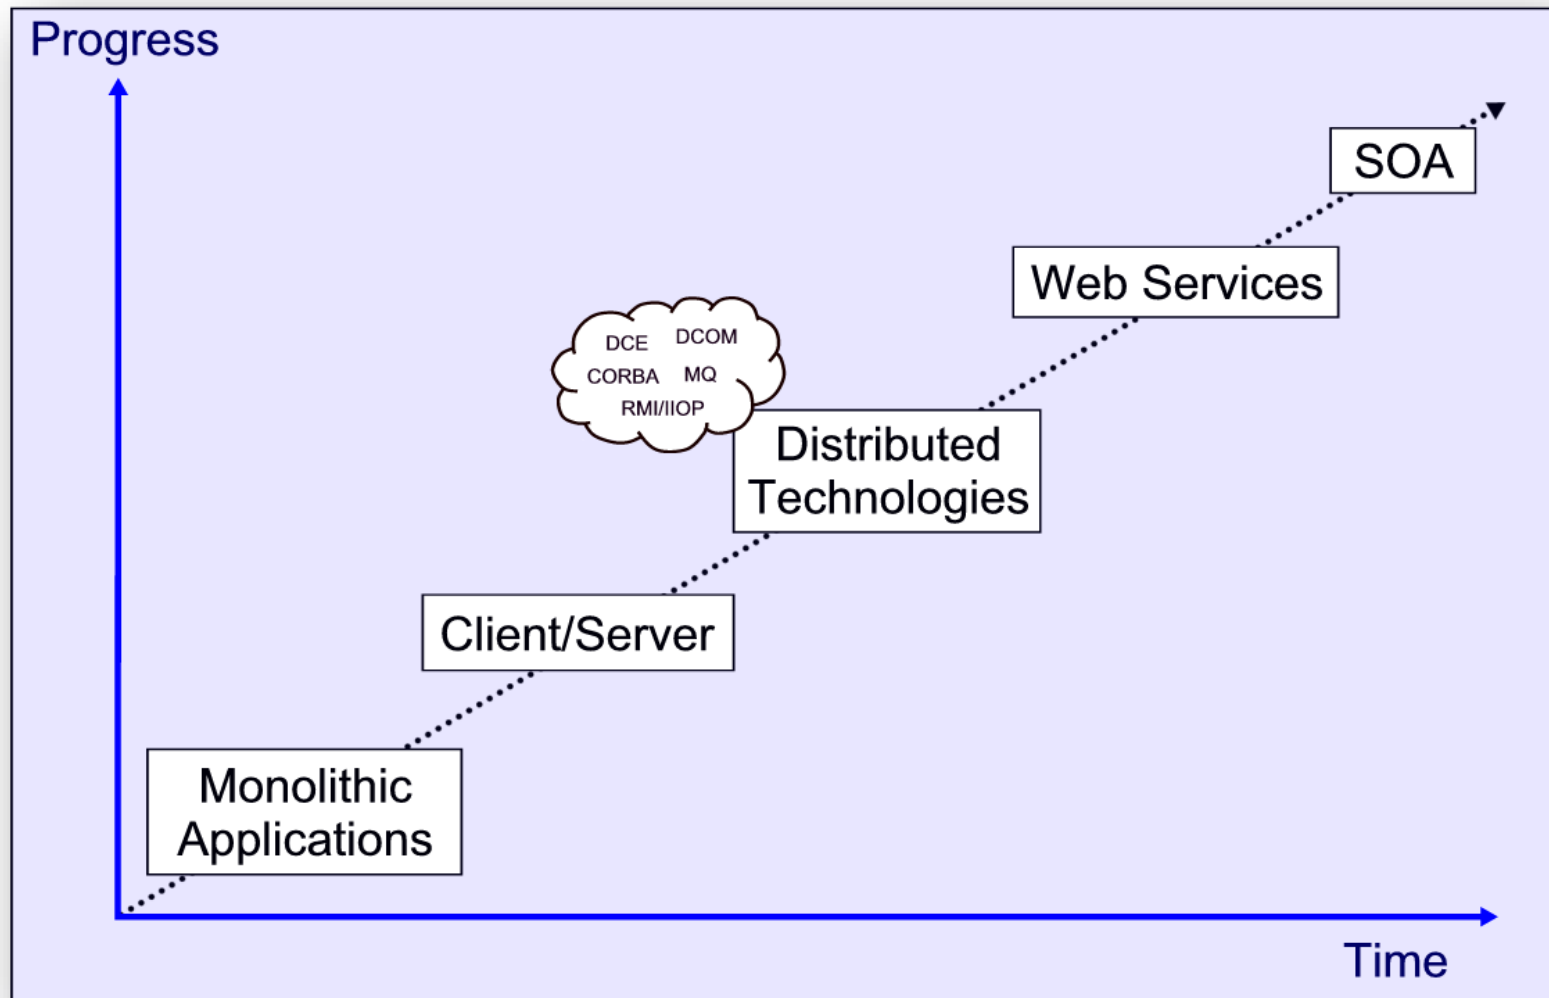 Progress
SOA
Web Services
DCE DCOM
CORBA MQ
RMI/IIOP
Distributed
Technologies
Client/Server
Monolithic
Applications
Time